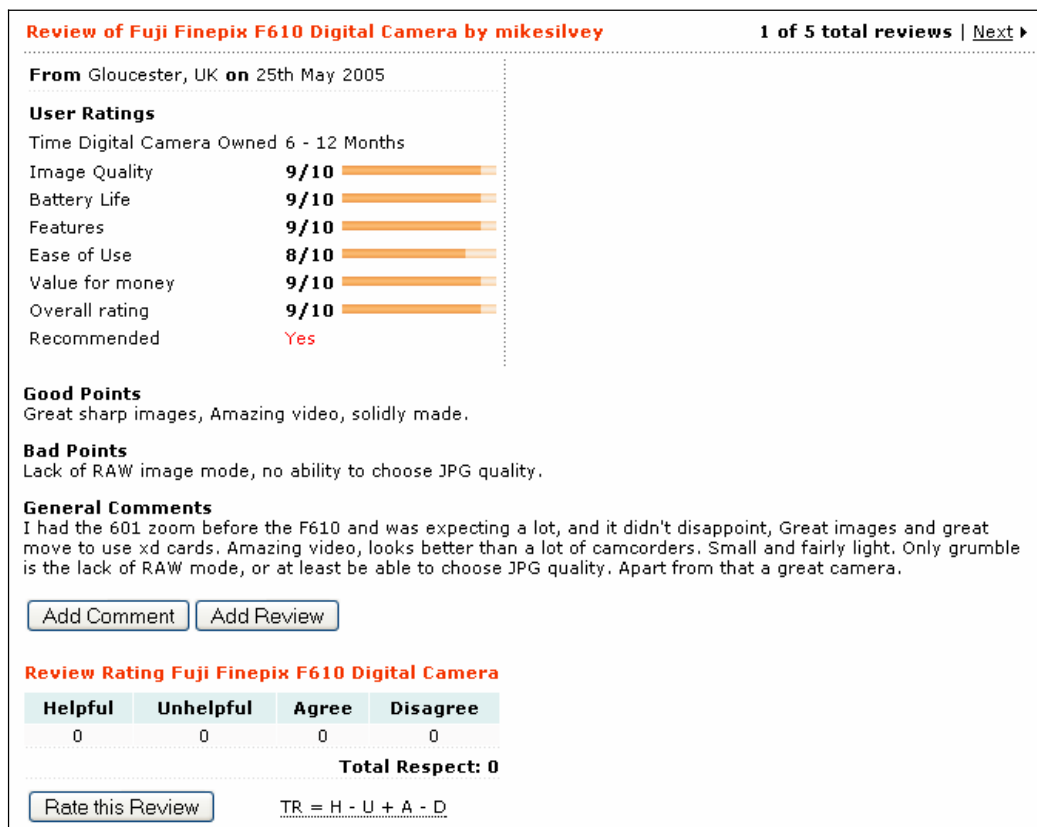 Review of Fuji Finepix F610 Digital Camera by mikesilvey
1 of 5 total reviews | Next
From Gloucester, UK on 25th May 2005
User Ratings
Time Digital Camera Owned 6 - 12 Months
Image Quality 9/10
Battery Life 9/10
Features 9/10
Ease of Use 8/10
Value for money 9/10
Overall rating 9/10
Recommended Yes
Good Points
Great sharp images, Amazing video, solidly made.
Bad Points
Lack of RAW image mode, no ability to choose JPG quality.
General Comments
I had the 601 zoom before the F610 and was expecting a lot, and it didn't disappoint, Great images and great
move to use xd cards. Amazing video, looks better than a lot of camcorders. Small and fairly light. Only grumble
is the lack of RAW mode, or at least be able to choose JPG quality. Apart from that a great camera.
Add Comment Add Review
Review Rating Fuji Finepix F610 Digital Camera
Helpful Unhelpful Agree Disagree
0 0 0 0
Total Respect: 0
Rate this Review TR = H - U + A - D